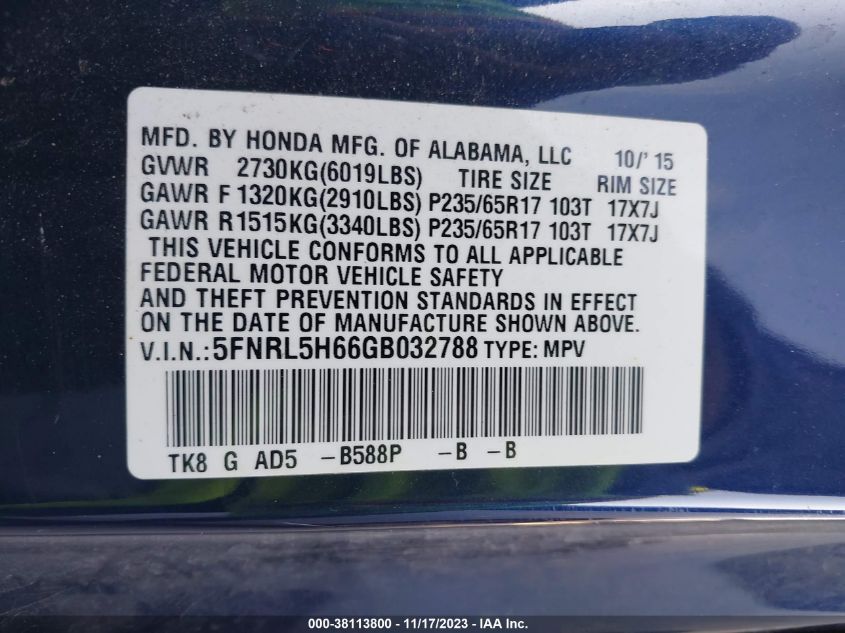 MFD. BY HONDA MFG. OF ALABAMA, LLC 10/'15
GVWR 2730KG(6019LBS) TIRE SIZE RIM SIZE
GAWR F 1320KG(2910LBS) P235/65R17 103T 17X7J
GAWR R 1515KG(3340LBS) P235/65R17 103T 17X7J
THIS VEHICLE CONFORMS TO ALL APPLICABLE
FEDERAL MOTOR VEHICLE SAFETY
AND THEFT PREVENTION STANDARDS IN EFFECT
ON THE DATE OF MANUFACTURE SHOWN ABOVE.
V.I.N.: 5FNRL5H66GB032788 TYPE: MPV
TK8 G AD5 -B588P -B -B
000-38113800 - 11/17/2023 - IAA Inc.